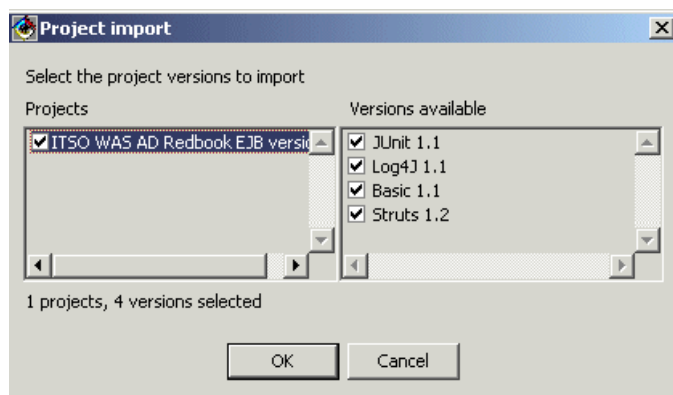 Project import
Select the project versions to import
Projects
Versions available
ITSO WAS AD Redbook EJB
JUnit 1.1
Log4J 1.1
Basic 1.1
Struts 1.2
1 projects, 4 versions selected
OK
Cancel